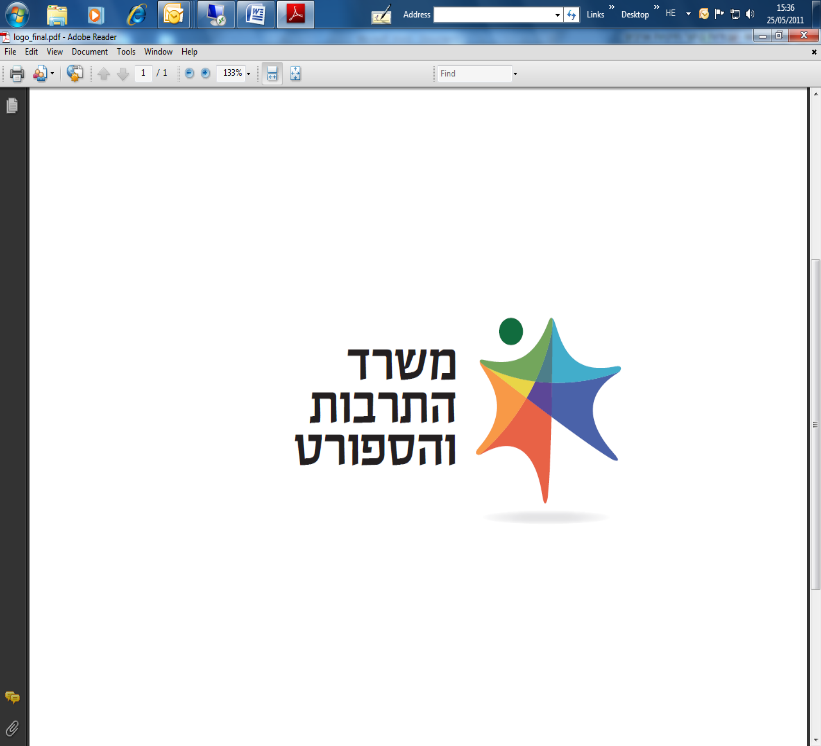 Address
Links
»
Desktop
»
HE
15:36
25/05/2011
logo_final.pdf - Adobe Reader
File Edit View Document Tools Window Help
1 / 1
133%
Find
משרד
התרבות
והספורט